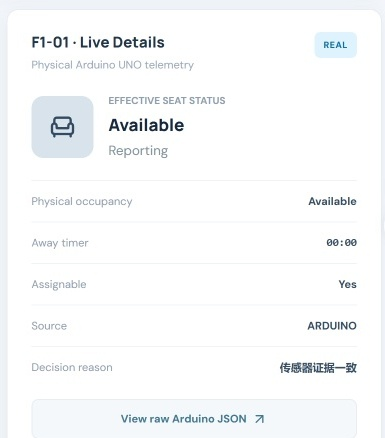 F1-01 · Live Details
REAL
Physical Arduino UNO telemetry
EFFECTIVE SEAT STATUS
Available
Reporting
Physical occupancy Available
Away timer 00:00
Assignable Yes
Source ARDUINO
Decision reason 传感器证据一致
View raw Arduino JSON ↗